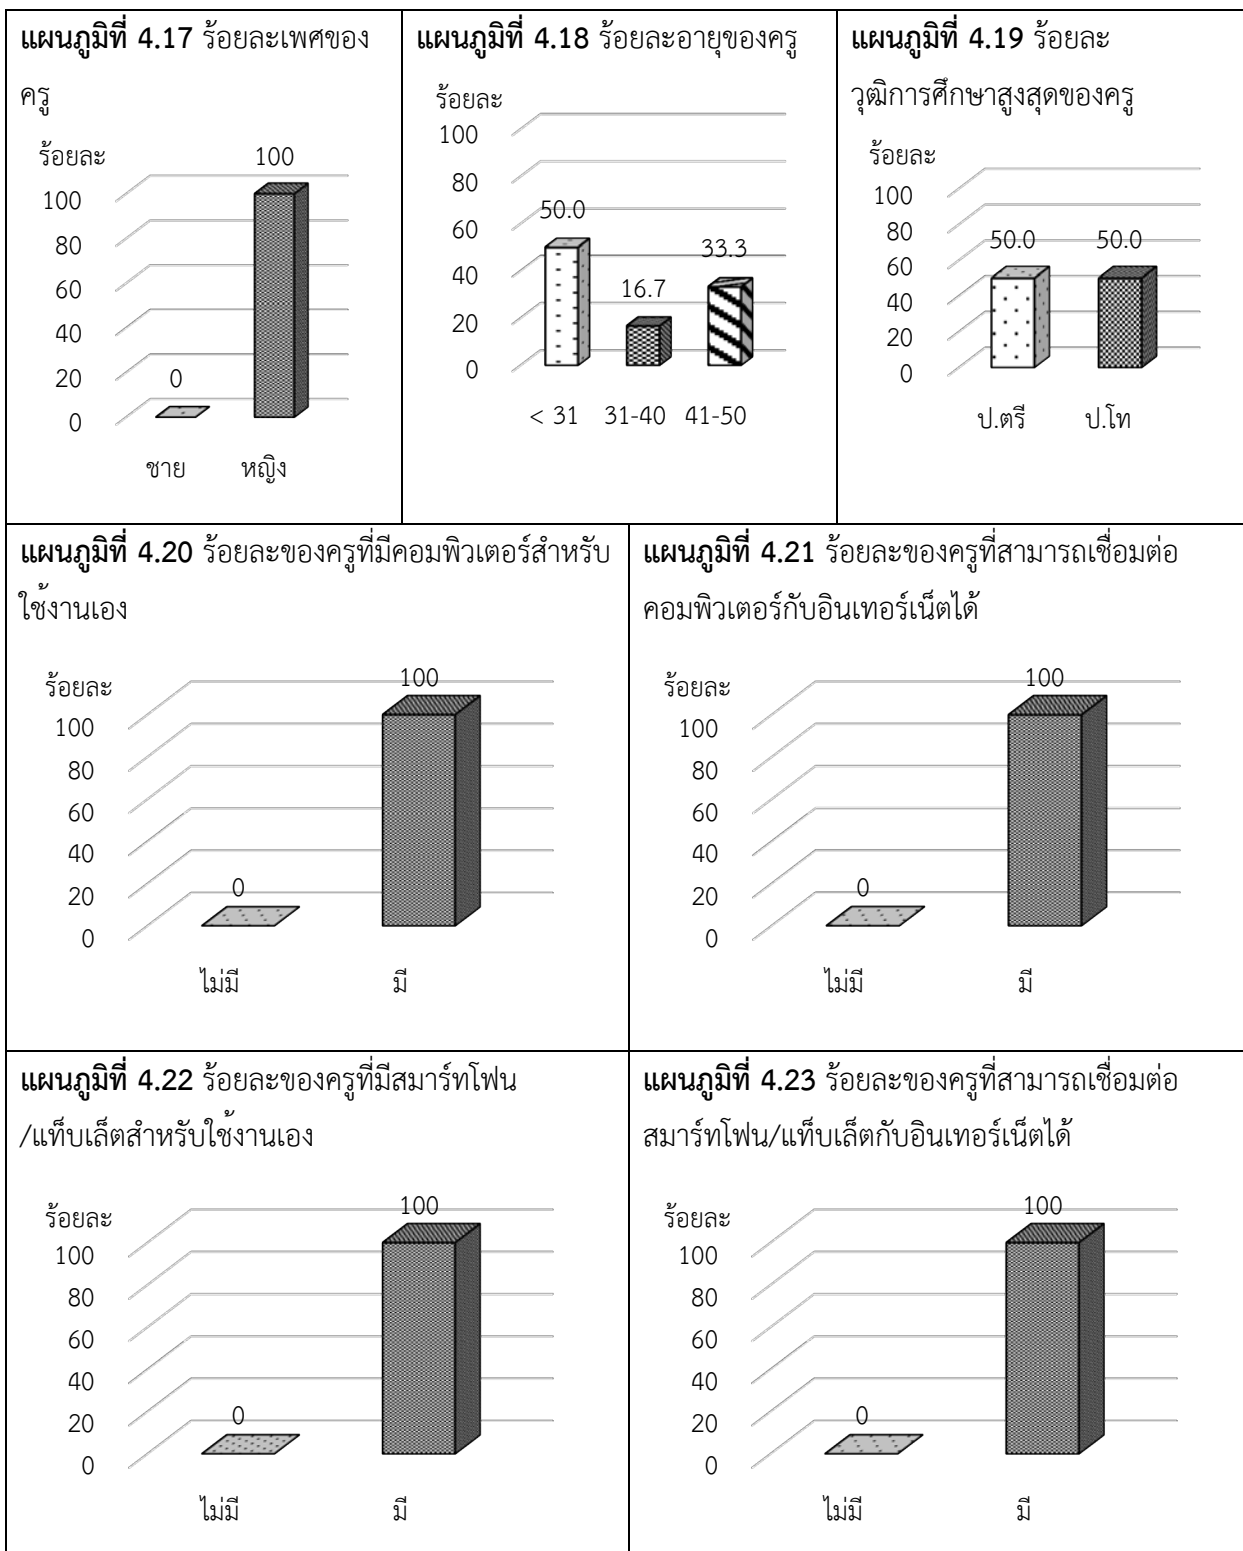 แผนภูมิที่ 4.17 ร้อยละเพศของ
ครู
ร้อยละ
100
100
80
60
40
20
0
0
ชาย หญิง
แผนภูมิที่ 4.18 ร้อยละอายุของครู
ร้อยละ
100
80
60
40
20
0
50.0
16.7
33.3
< 31 31-40 41-50
แผนภูมิที่ 4.19 ร้อยละ
วุฒิการศึกษาสูงสุดของครู
ร้อยละ
100
80
60
40
20
0
50.0 50.0
ป.ตรี ป.โท
แผนภูมิที่ 4.20 ร้อยละของครูที่มีคอมพิวเตอร์สำหรับ
ใช้งานเอง
ร้อยละ
100
100
80
60
40
20
0
0
ไม่มี มี
แผนภูมิที่ 4.21 ร้อยละของครูที่สามารถเชื่อมต่อ
คอมพิวเตอร์กับอินเทอร์เน็ตได้
ร้อยละ
100
100
80
60
40
20
0
0
ไม่มี มี
แผนภูมิที่ 4.22 ร้อยละของครูที่มีสมาร์ทโฟน
/แท็บเล็ตสำหรับใช้งานเอง
ร้อยละ
100
100
80
60
40
20
0
0
ไม่มี มี
แผนภูมิที่ 4.23 ร้อยละของครูที่สามารถเชื่อมต่อ
สมาร์ทโฟน/แท็บเล็ตกับอินเทอร์เน็ตได้
ร้อยละ
100
100
80
60
40
20
0
0
ไม่มี มี